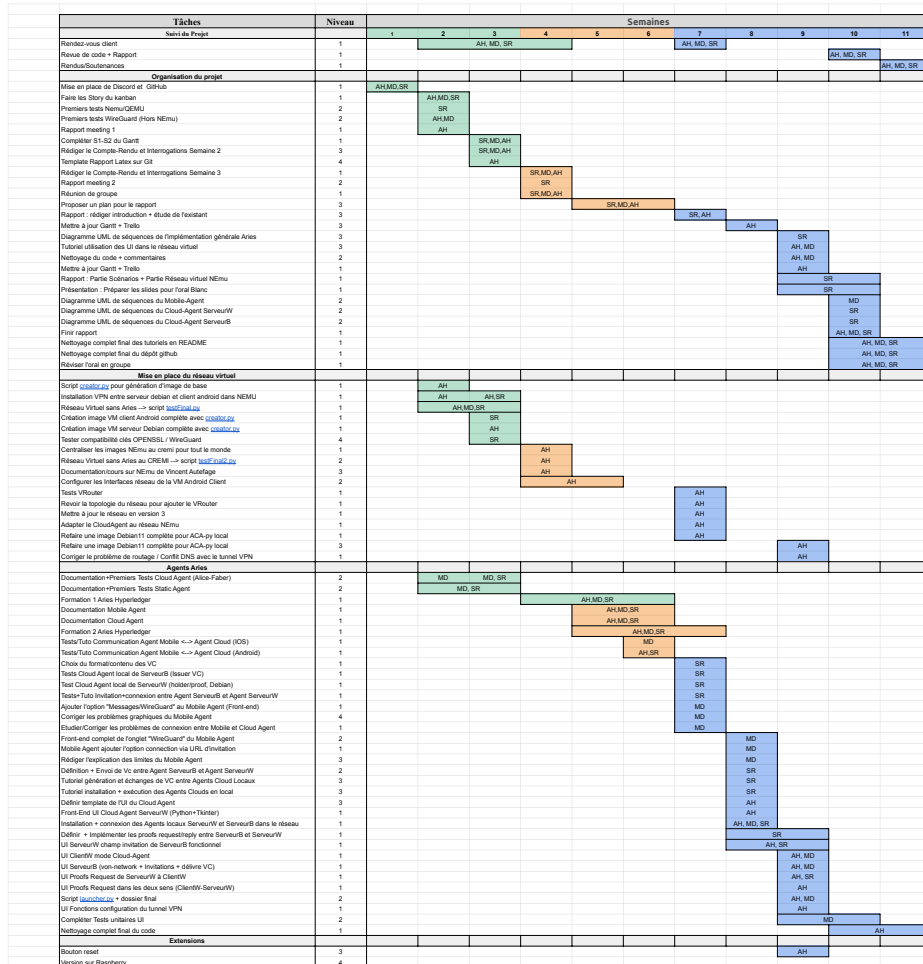 Tâches Niveau Semaines
Suivi du Projet 1 2 3 4 5 6 7 8 9 10 11
Rendez-vous client 1 AH, MD, SR AH, MD, SR
Revue de code + Rapport 1 AH, MD, SR
Rendus/Soutenances 1 AH, MD, SR
Organisation du projet
Mise en place de Discord et GitHub 1 AH,MD,SR
Faire les Story du kanban 1 AH,MD,SR
Premiers tests Nemu/QEMU 2 SR
Premiers tests WireGuard (Hors NEmu) 2 AH,MD
Rapport meeting 1 1 AH
Compléter S1-S2 du Gantt 1 SR,MD,AH
Rédiger le Compte-Rendu et Interrogations Semaine 2 3 SR,MD,AH
Template Rapport Latex sur Git 4 AH
Rédiger le Compte-Rendu et Interrogations Semaine 3 1 SR,MD,AH
Rapport meeting 2 2 SR
Réunion de groupe 1 SR,MD,AH
Proposer un plan pour le rapport 3 SR,MD,AH
Rapport : rédiger introduction + étude de l'existant 3 SR, AH
Mettre à jour Gantt + Trello 3 AH
Diagramme UML de séquences de l'Implémentation générale Aries 3 SR
Tutoriel utilisation des UI dans le réseau virtuel 3 AH, MD
Nettoyage du code + commentaires 2 AH, MD
Mettre à jour Gantt + Trello 1 AH
Rapport : Partie Scénarios + Partie Réseau virtuel NEmu 1 SR
Présentation : Préparer les slides pour l'oral Blanc 1 SR
Diagramme UML de séquences du Mobile-Agent 2 MD
Diagramme UML de séquences du Cloud-Agent ServeurW 2 SR
Diagramme UML de séquences du Cloud-Agent ServeurB 2 SR
Finir rapport 1 AH, MD, SR
Nettoyage complet final des tutoriels en README 1 AH, MD, SR
Nettoyage complet final du dépôt github 1 AH, MD, SR
Réviser l'oral en groupe 1 AH, MD, SR
Mise en place du réseau virtuel
Script creator.py pour génération d'image de base 1 AH
Installation VPN entre serveur debian et client android dans NEMU 1 AH AH,SR
Réseau Virtuel sans Aries --> script testFinal.py 1 AH,MD,SR
Création image VM client Android complète avec creator.py 1 SR
Création image VM serveur Debian complète avec creator.py 1 AH
Tester compatibilité clés OPENSSL / WireGuard 4 SR
Centraliser les images NEmu au cremi pour tout le monde 1 AH
Réseau Virtuel sans Aries au CREMI --> script testFinal2.py 2 AH
Documentation/cours sur NEmu de Vincent Autefage 3 AH
Configurer les Interfaces réseau de la VM Android Client 2 AH
Tests VRouter 1 AH
Revoir la topologie du réseau pour ajouter le VRouter 1 AH
Mettre à jour le réseau en version 3 1 AH
Adapter le CloudAgent au réseau NEmu 1 AH
Refaire une image Debian11 complète pour ACA-py local 1 AH
Refaire une image Debian11 complète pour ACA-py local 3 AH
Corriger le problème de routage / Conflit DNS avec le tunnel VPN 1 AH
Agents Aries
Documentation+Premiers Tests Cloud Agent (Alice-Faber) 2 MD MD, SR
Documentation+Premiers Tests Static Agent 2 MD, SR
Formation 1 Aries Hyperledger 1 AH,MD,SR
Documentation Mobile Agent 1 AH,MD,SR
Documentation Cloud Agent 1 AH,MD,SR
Formation 2 Aries Hyperledger 1 AH,MD,SR
Tests/Tuto Communication Agent Mobile <--> Agent Cloud (IOS) 1 MD
Tests/Tuto Communication Agent Mobile <--> Agent Cloud (Android) 1 AH,SR
Choix du format/contenu des VC 1 SR
Tests Cloud Agent local de ServeurB (Issuer VC) 1 SR
Test Cloud Agent local de ServeurW (holder/proof, Debian) 1 SR
Tests+Tuto Invitation+connexion entre Agent ServeurB et Agent ServeurW 1 SR
Ajouter l'option "Messages/WireGuard" au Mobile Agent (Front-end) 1 MD
Corriger les problèmes graphiques du Mobile Agent 4 MD
Etudier/Corriger les problèmes de connexion entre Mobile et Cloud Agent 1 MD
Front-end complet de l'onglet "WireGuard" du Mobile Agent 2 MD
Mobile Agent ajouter l'option connection via URL d'invitation 1 MD
Rédiger l'explication des limites du Mobile Agent 3 MD
Définition + Envoi de Vc entre Agent ServeurB et Agent ServeurW 2 SR
Tutoriel génération et échanges de VC entre Agents Cloud Locaux 3 SR
Tutoriel installation + exécution des Agents Clouds en local 3 SR
Définir template de l'UI du Cloud Agent 3 AH
Front-End UI Cloud Agent ServeurW (Python+Tkinter) 1 AH
Installation + connexion des Agents locaux ServeurW et ServeurB dans le réseau 1 AH, MD, SR
Définir + Implémenter les proofs request/reply entre ServeurB et ServeurW 1 SR
UI ServeurW champ invitation de ServeurB fonctionnel 1 AH, SR
UI ClientW mode Cloud-Agent 1 AH, MD
UI ServeurB (von-network + Invitations + délivre VC) 1 AH, MD
UI Proofs Request de ServeurW à ClientW 1 AH, SR
UI Proofs Request dans les deux sens (ClientW-ServeurW) 1 AH
Script launcher.py + dossier final 2 AH, MD
UI Fonctions configuration du tunnel VPN 1 AH
Compléter Tests unitaires UI 2 MD
Nettoyage complet final du code 1 AH
Extensions
Bouton reset 3 AH
Version sur Raspberry 4